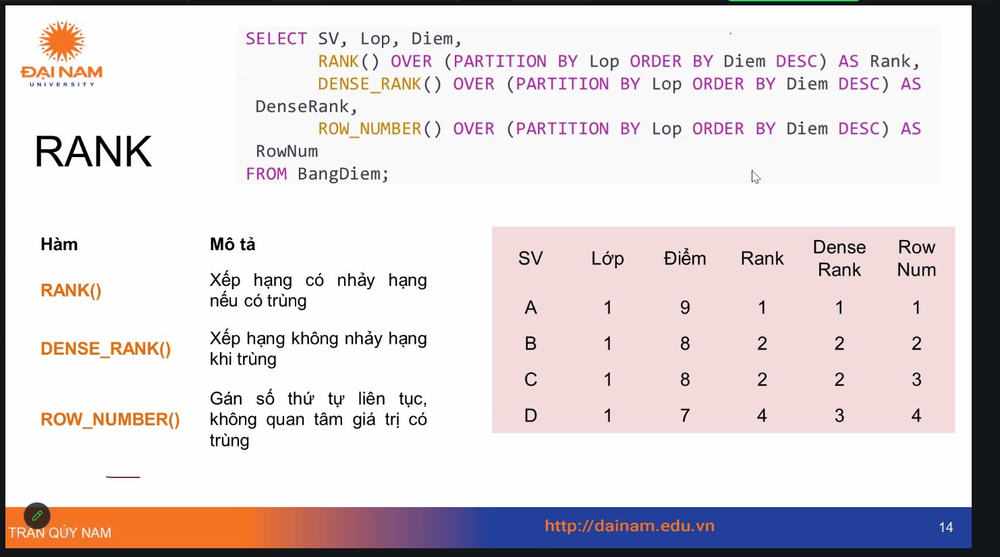 ĐẠI NAM
UNIVERSITY
SELECT SV, Lop, Diem,
RANK() OVER (PARTITION BY Lop ORDER BY Diem DESC) AS Rank,
DENSE_RANK() OVER (PARTITION BY Lop ORDER BY Diem DESC) AS
DenseRank,
ROW_NUMBER() OVER (PARTITION BY Lop ORDER BY Diem DESC) AS
RowNum
FROM BangDiem;
RANK
Hàm Mô tả
RANK() Xếp hạng có nhảy hạng
nếu có trùng
DENSE_RANK() Xếp hạng không nhảy hạng
khi trùng
ROW_NUMBER() Gán số thứ tự liên tục,
không quan tâm giá trị có
trùng
SV Lớp Điểm Rank Dense Rank Row Num
A 1 9 1 1 1
B 1 8 2 2 2
C 1 8 2 2 3
D 1 7 4 3 4
TRẦN QÚY NAM
http://dainam.edu.vn
14